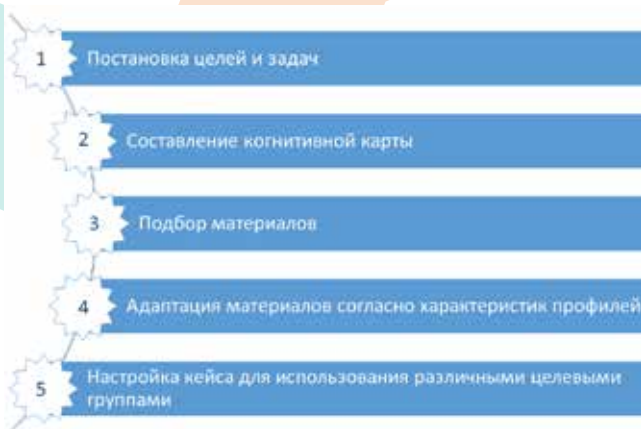 1
Постановка целей и задач
2
Составление когнитивной карты
3
Подбор материалов
4
Адаптация материалов согласно характеристик профилей
5
Настройка кейса для использования различными целевыми
группами